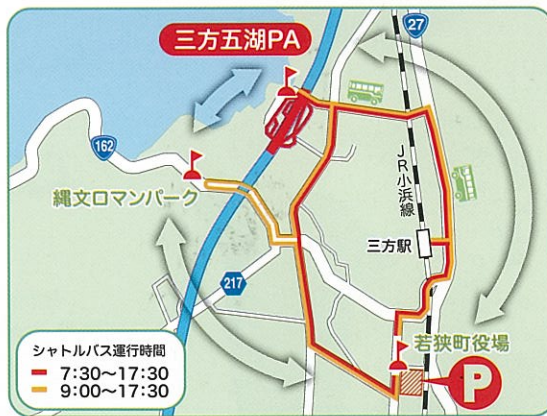 三方五湖PA
27
162
縄文ロマンパーク
JR小浜線
三方駅
217
若狭町役場
P
シャトルバス運行時間
7:30〜17:30
9:00〜17:30